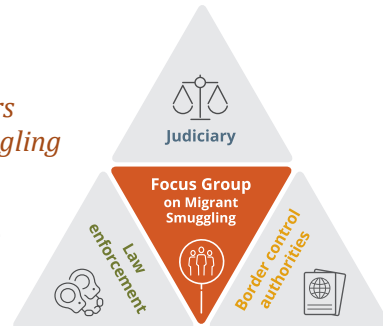 rs
gling
Judiciary
Focus Group
on Migrant
Smuggling
Law
enforcement
Border control
authorities